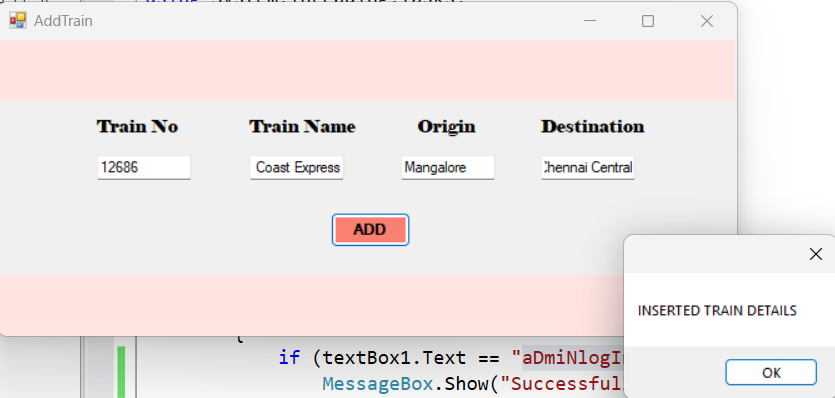 AddTrain
Train No Train Name Origin Destination
12686 Coast Express Mangalore Chennai Central
ADD
INSERTED TRAIN DETAILS
OK
if (textBox1.Text == "aDmiNlogI
MessageBox.Show("Successful